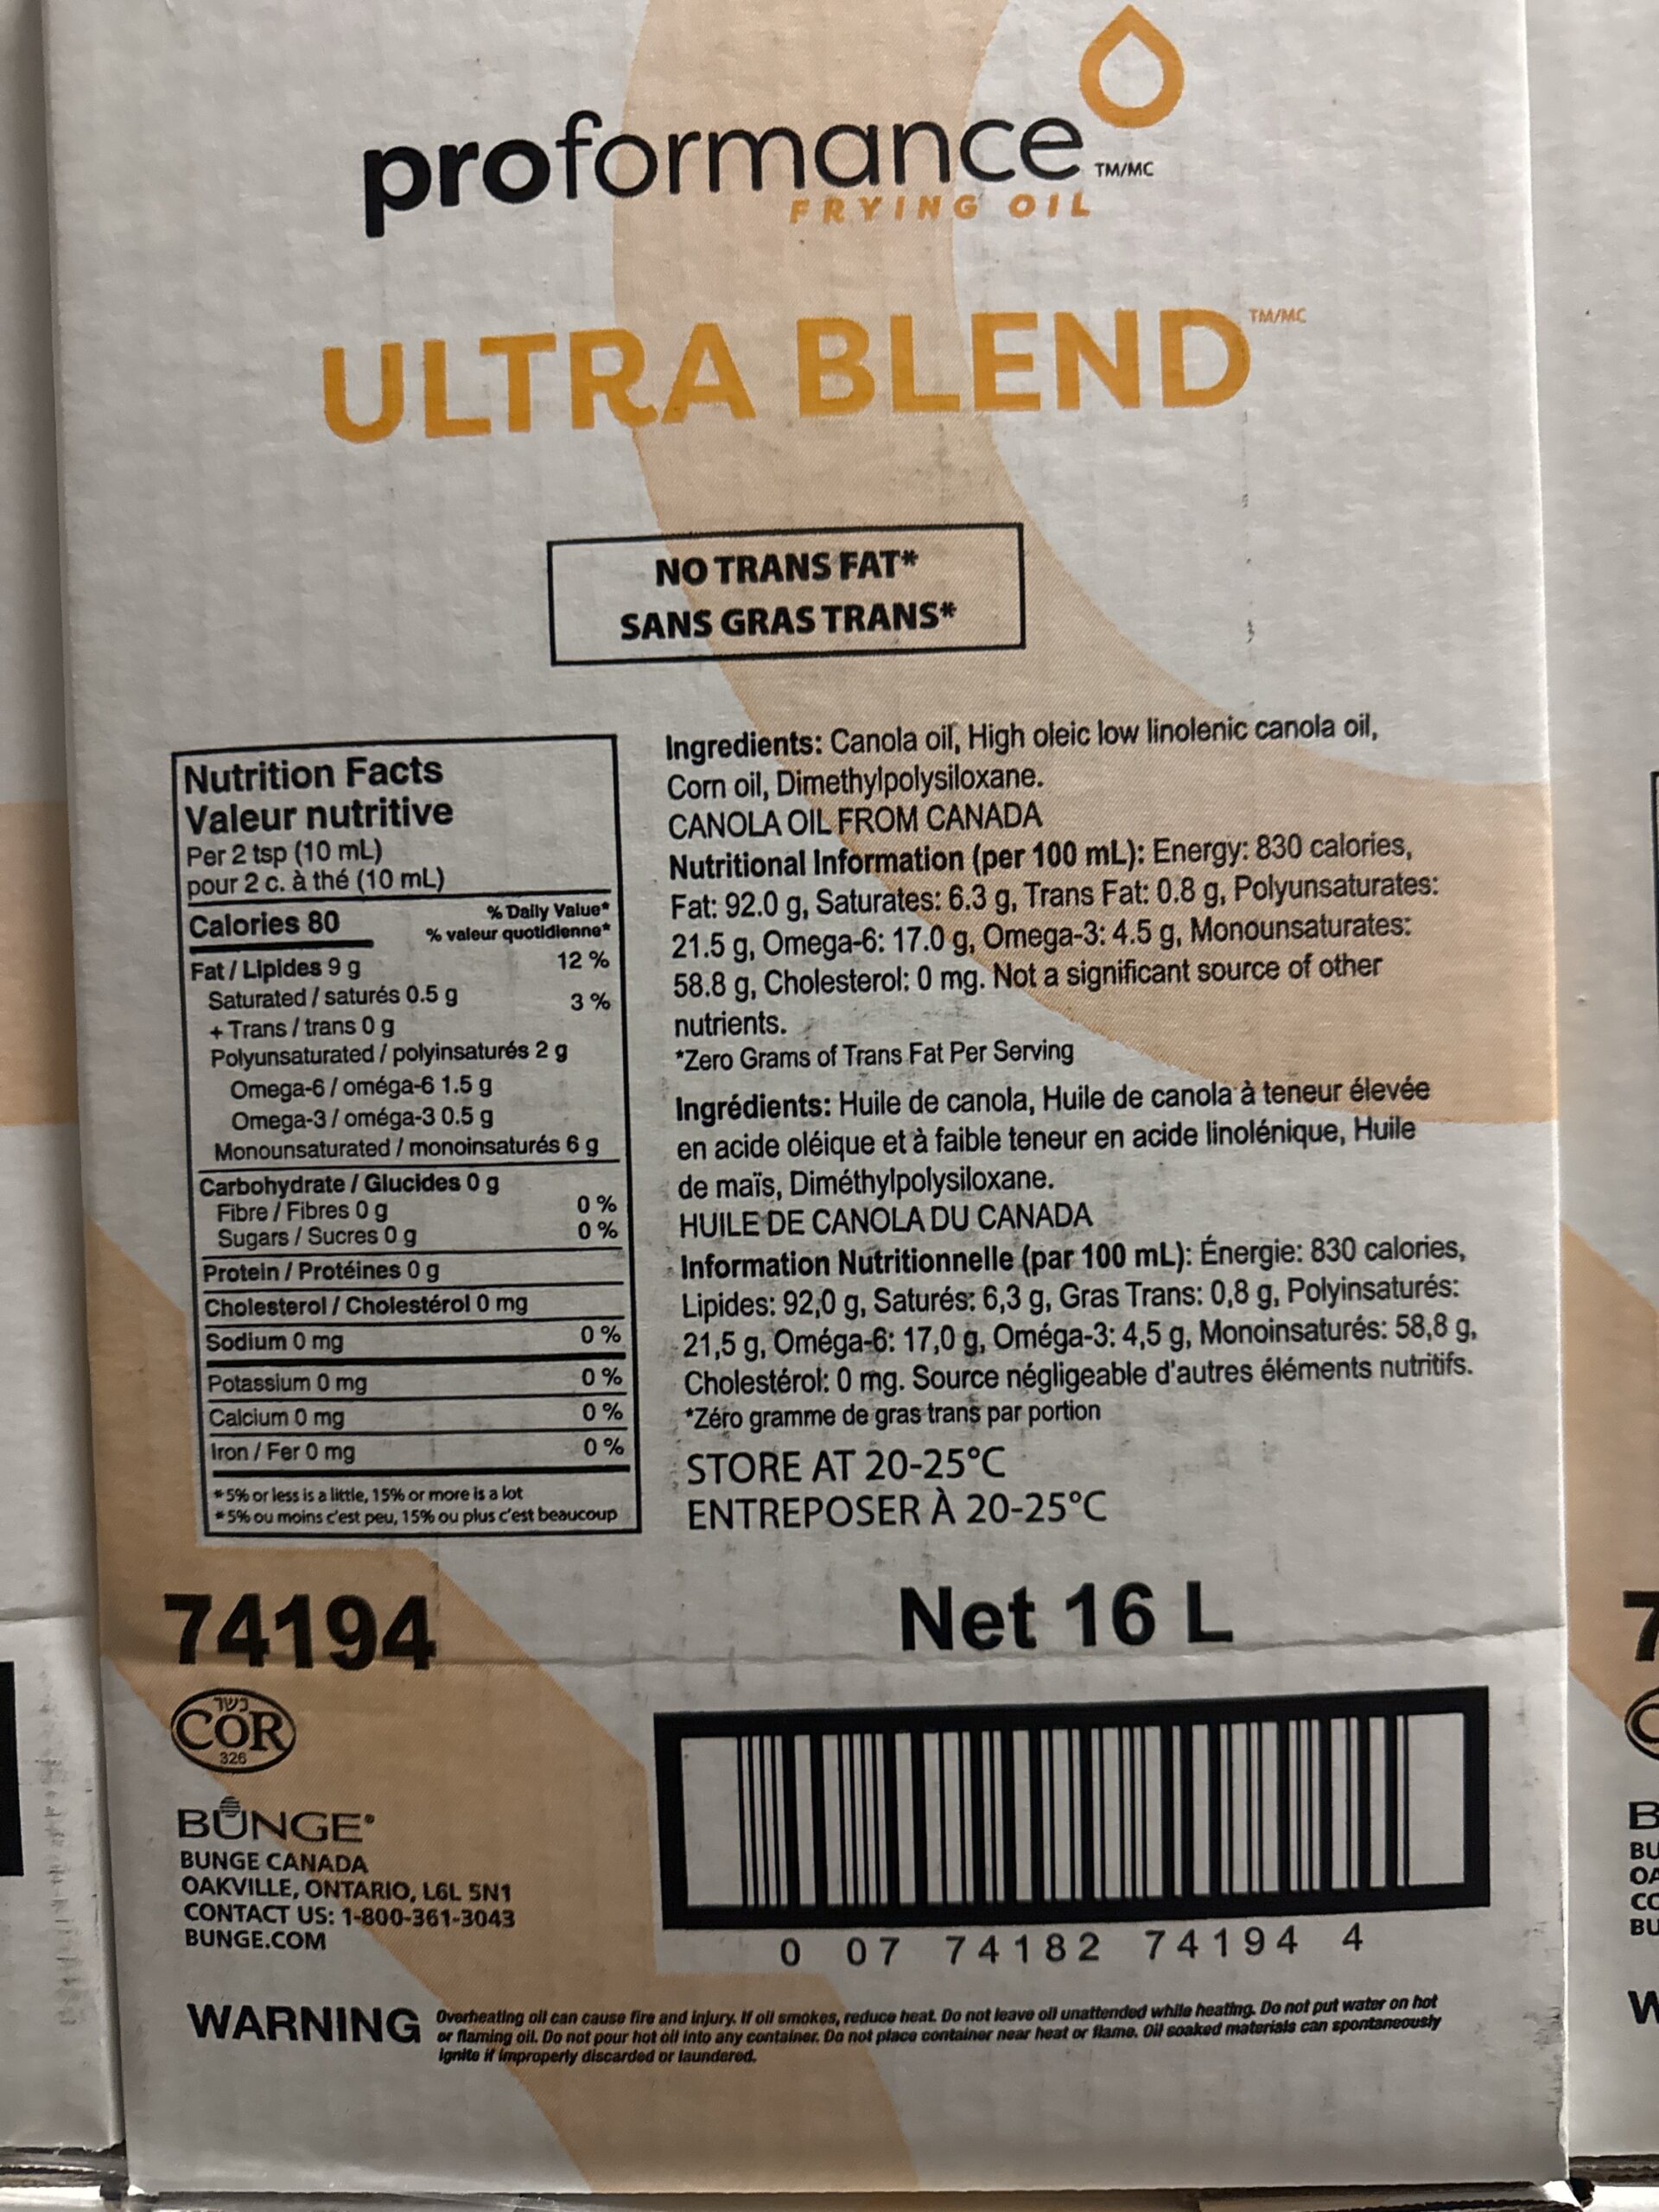 proformance TM/MC
FRYING OIL
ULTRA BLEND TM/MC
NO TRANS FAT*
SANS GRAS TRANS*
Nutrition Facts
Valeur nutritive
Per 2 tsp (10 mL)
pour 2 c. à thé (10 mL)
Calories 80
% Daily Value*
% valeur quotidienne*
Fat / Lipides 9 g 12 %
Saturated / saturés 0.5 g 3 %
+ Trans / trans 0 g
Polyunsaturated / polyinsaturés 2 g
Omega-6 / oméga-6 1.5 g
Omega-3 / oméga-3 0.5 g
Monounsaturated / monoinsaturés 6 g
Carbohydrate / Glucides 0 g
Fibre / Fibres 0 g 0 %
Sugars / Sucres 0 g 0 %
Protein / Protéines 0 g
Cholesterol / Cholestérol 0 mg
Sodium 0 mg 0 %
Potassium 0 mg 0 %
Calcium 0 mg 0 %
Iron / Fer 0 mg 0 %
*5% or less is a little, 15% or more is a lot
*5% ou moins c'est peu, 15% ou plus c'est beaucoup
Ingredients: Canola oil, High oleic low linolenic canola oil,
Corn oil, Dimethylpolysiloxane.
CANOLA OIL FROM CANADA
Nutritional Information (per 100 mL): Energy: 830 calories,
Fat: 92.0 g, Saturates: 6.3 g, Trans Fat: 0.8 g, Polyunsaturates:
21.5 g, Omega-6: 17.0 g, Omega-3: 4.5 g, Monounsaturates:
58.8 g, Cholesterol: 0 mg. Not a significant source of other
nutrients.
*Zero Grams of Trans Fat Per Serving
Ingrédients: Huile de canola, Huile de canola à teneur élevée
en acide oléique et à faible teneur en acide linolénique, Huile
de maïs, Diméthylpolysiloxane.
HUILE DE CANOLA DU CANADA
Information Nutritionnelle (par 100 mL): Énergie: 830 calories,
Lipides: 92,0 g, Saturés: 6,3 g, Gras Trans: 0,8 g, Polyinsaturés:
21,5 g, Oméga-6: 17,0 g, Oméga-3: 4,5 g, Monoinsaturés: 58,8 g,
Cholestérol: 0 mg. Source négligeable d'autres éléments nutritifs.
*Zéro gramme de gras trans par portion
STORE AT 20-25°C
ENTREPOSER À 20-25°C
74194
Net 16 L
כשר
COR
326
BUNGE®
BUNGE CANADA
OAKVILLE, ONTARIO, L6L 5N1
CONTACT US: 1-800-361-3043
BUNGE.COM
0 07 74182 74194 4
WARNING
Overheating oil can cause fire and injury. If oil smokes, reduce heat. Do not leave oil unattended while heating. Do not put water on hot
or flaming oil. Do not pour hot oil into any container. Do not place container near heat or flame. Oil soaked materials can spontaneously
ignite if improperly discarded or laundered.
7
B
BU
OA
CO
BU
W